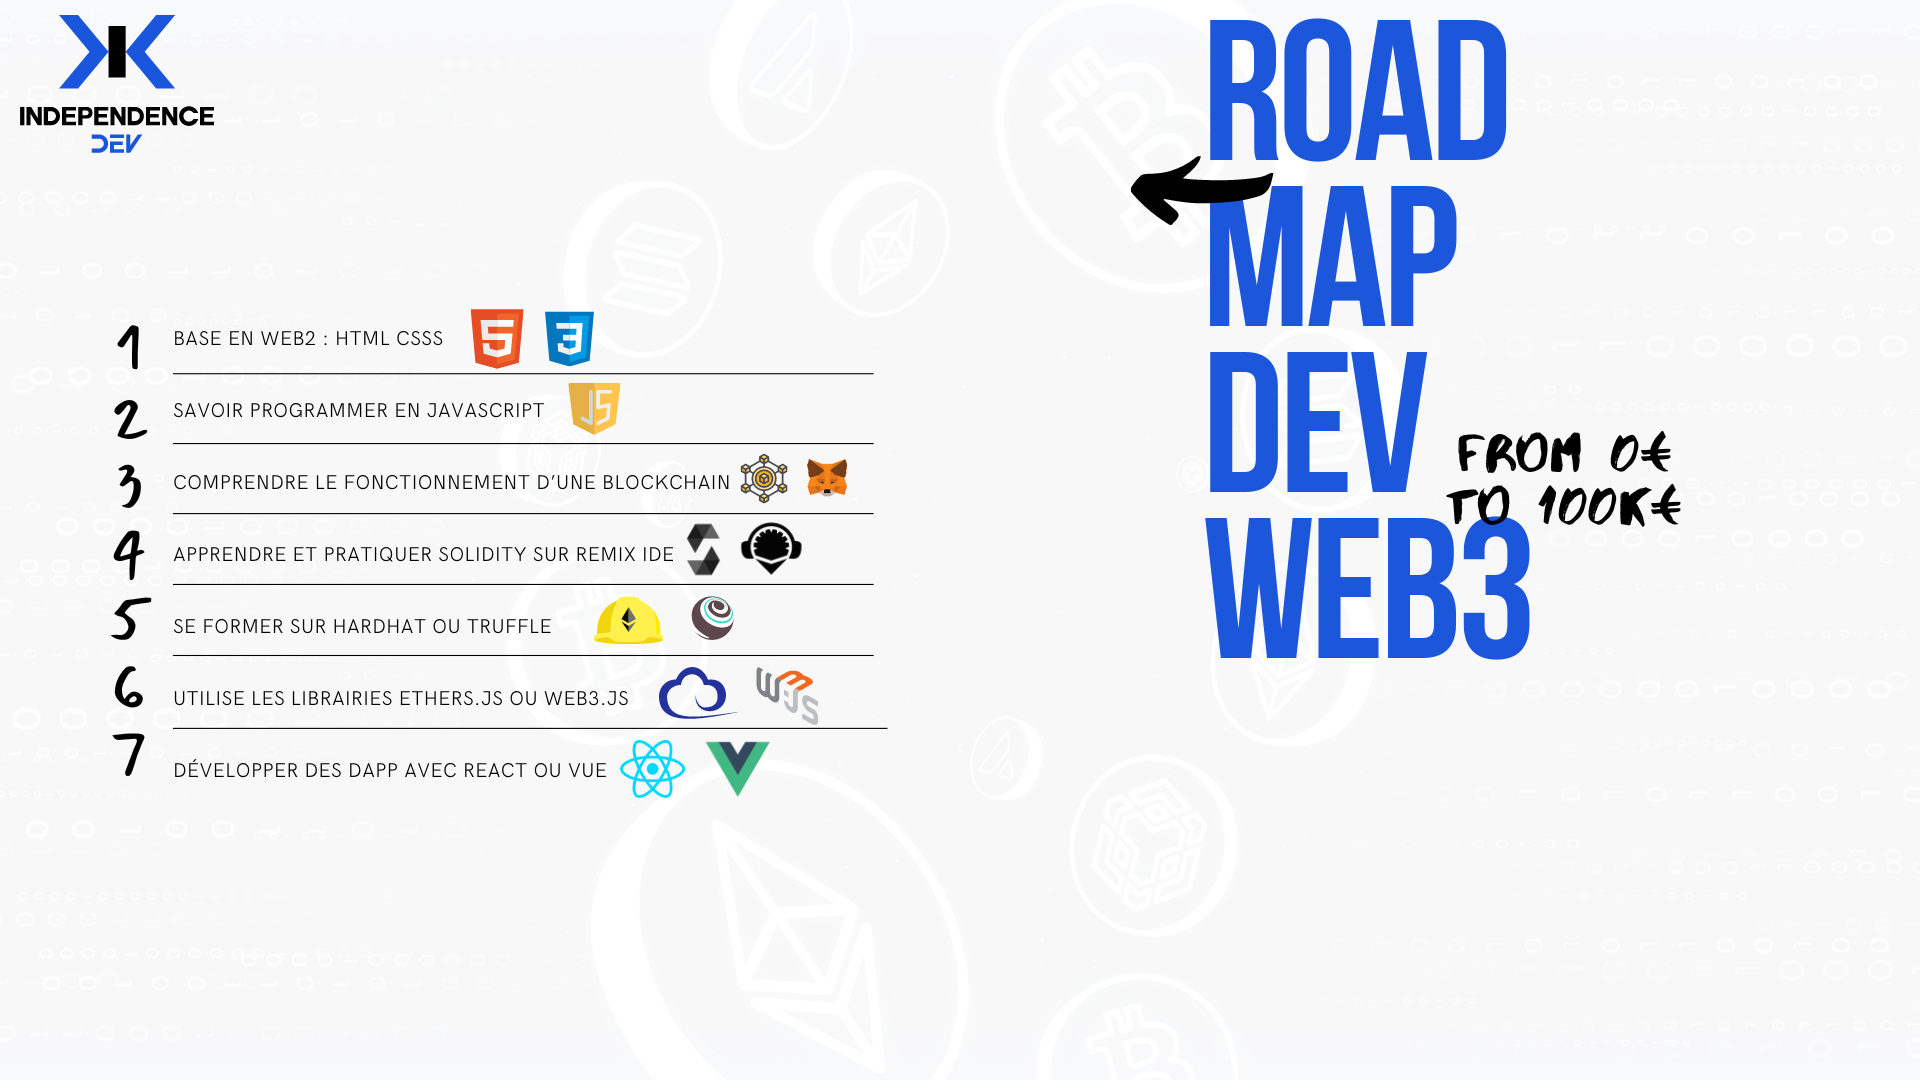 INDEPENDENCE
DEV
ROAD
MAP
DEV
WEB3
FROM 0€
TO 100K€
1 BASE EN WEB2 : HTML CSSS
2 SAVOIR PROGRAMMER EN JAVASCRIPT
3 COMPRENDRE LE FONCTIONNEMENT D’UNE BLOCKCHAIN
4 APPRENDRE ET PRATIQUER SOLIDITY SUR REMIX IDE
5 SE FORMER SUR HARDHAT OU TRUFFLE
6 UTILISE LES LIBRAIRIES ETHERS.JS OU WEB3.JS
7 DÉVELOPPER DES DAPP AVEC REACT OU VUE